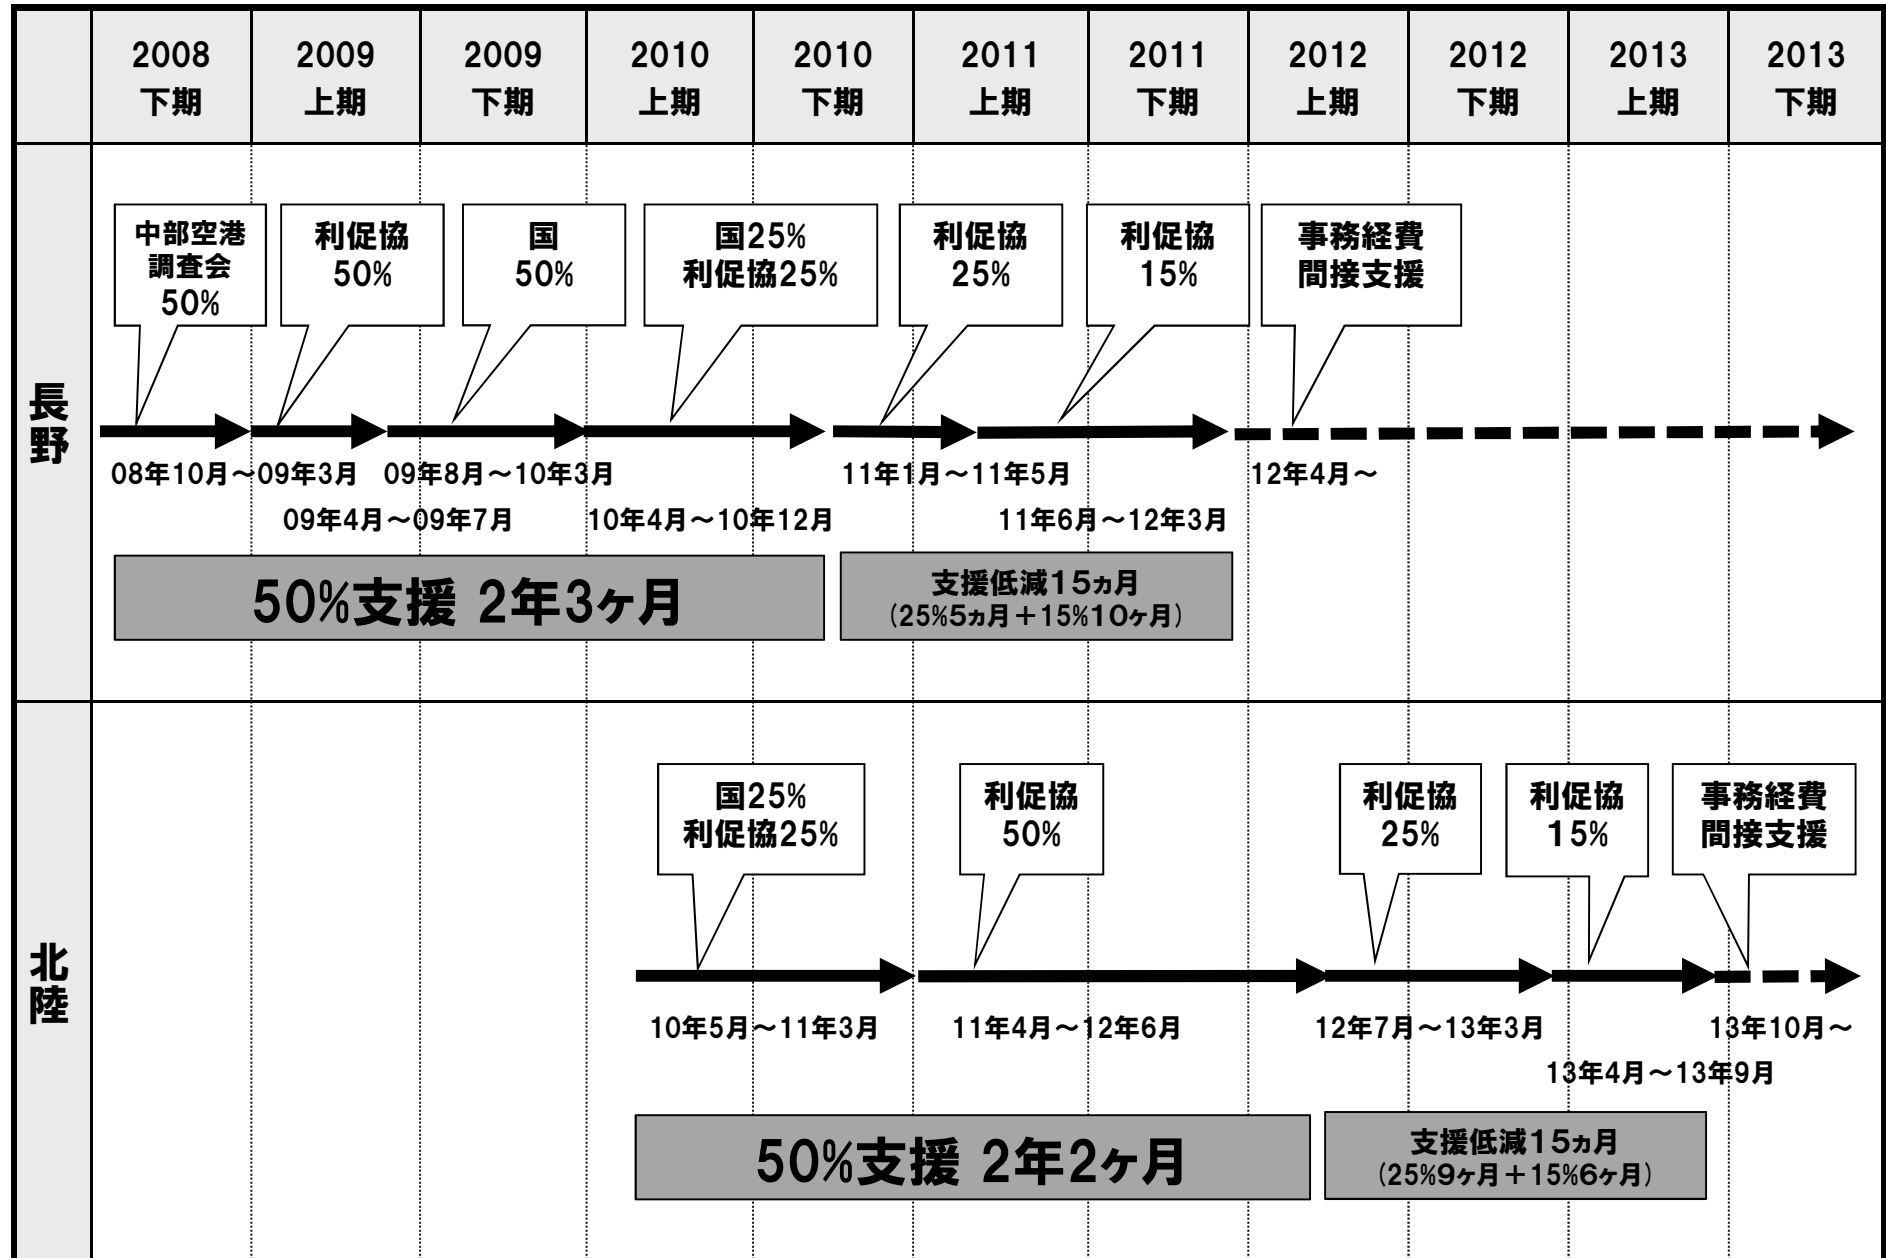 2008
下期
2009
上期
2009
下期
2010
上期
2010
下期
2011
上期
2011
下期
2012
上期
2012
下期
2013
上期
2013
下期
長野
中部空港
調査会
50%
利促協
50%
国
50%
国25%
利促協25%
利促協
25%
利促協
15%
事務経費
間接支援
08年10月～09年3月
09年8月～10年3月
11年1月～11年5月
12年4月～
09年4月～09年7月
10年4月～10年12月
11年6月～12年3月
50%支援 2年3ヶ月
支援低減15ヵ月
（25%5ヵ月＋15%10ヶ月）
北陸
国25%
利促協25%
利促協
50%
利促協
25%
利促協
15%
事務経費
間接支援
10年5月～11年3月
11年4月～12年6月
12年7月～13年3月
13年10月～
13年4月～13年9月
50%支援 2年2ヶ月
支援低減15ヵ月
（25%9ヶ月＋15%6ヶ月）